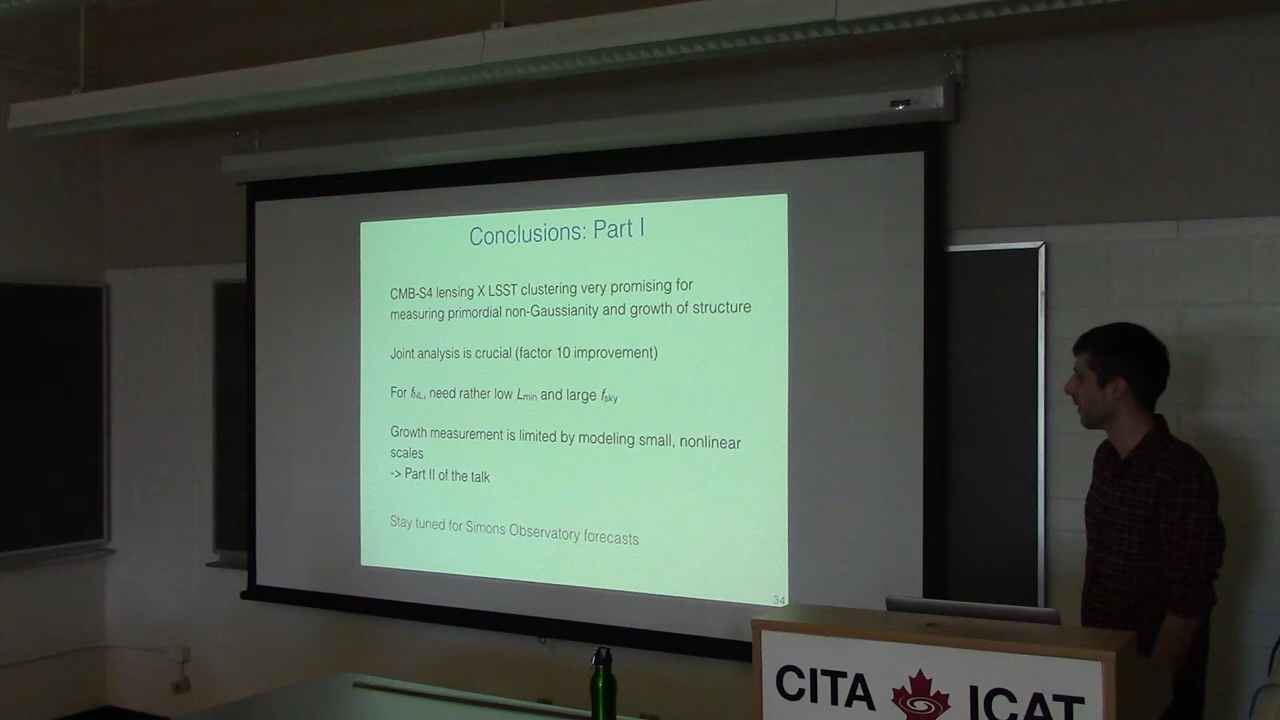 Conclusions: Part I
CMB-S4 lensing X LSST clustering very promising for
measuring primordial non-Gaussianity and growth of structure
Joint analysis is crucial (factor 10 improvement)
For fNL, need rather low Lmin and large fsky
Growth measurement is limited by modeling small, nonlinear
scales
-> Part II of the talk
Stay tuned for Simons Observatory forecasts
34
CITA ICAT